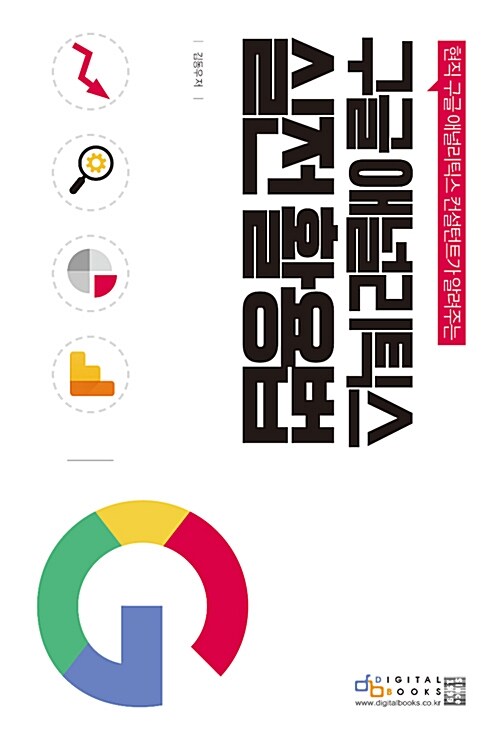 현직 구글 애널리틱스 컨설턴트가 알려주는
구글 애널리틱스
실전 활용법
김동우 저
DIGITAL
BOOKS
www.digitalbooks.co.kr